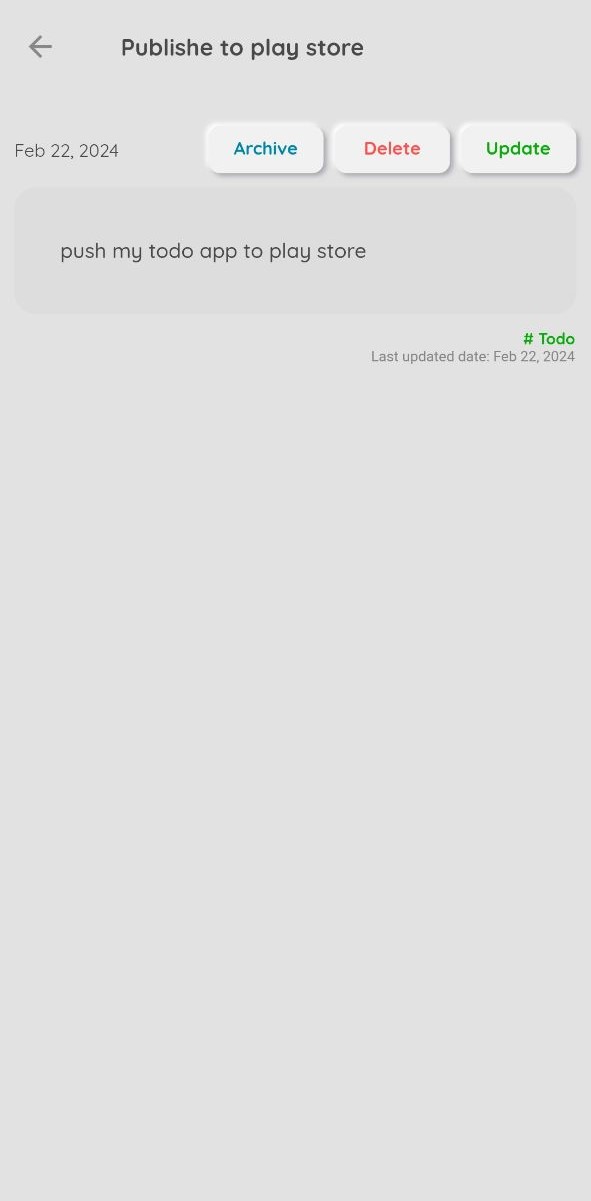 Publishe to play store
Feb 22, 2024
Archive
Delete
Update
push my todo app to play store
# Todo
Last updated date: Feb 22, 2024